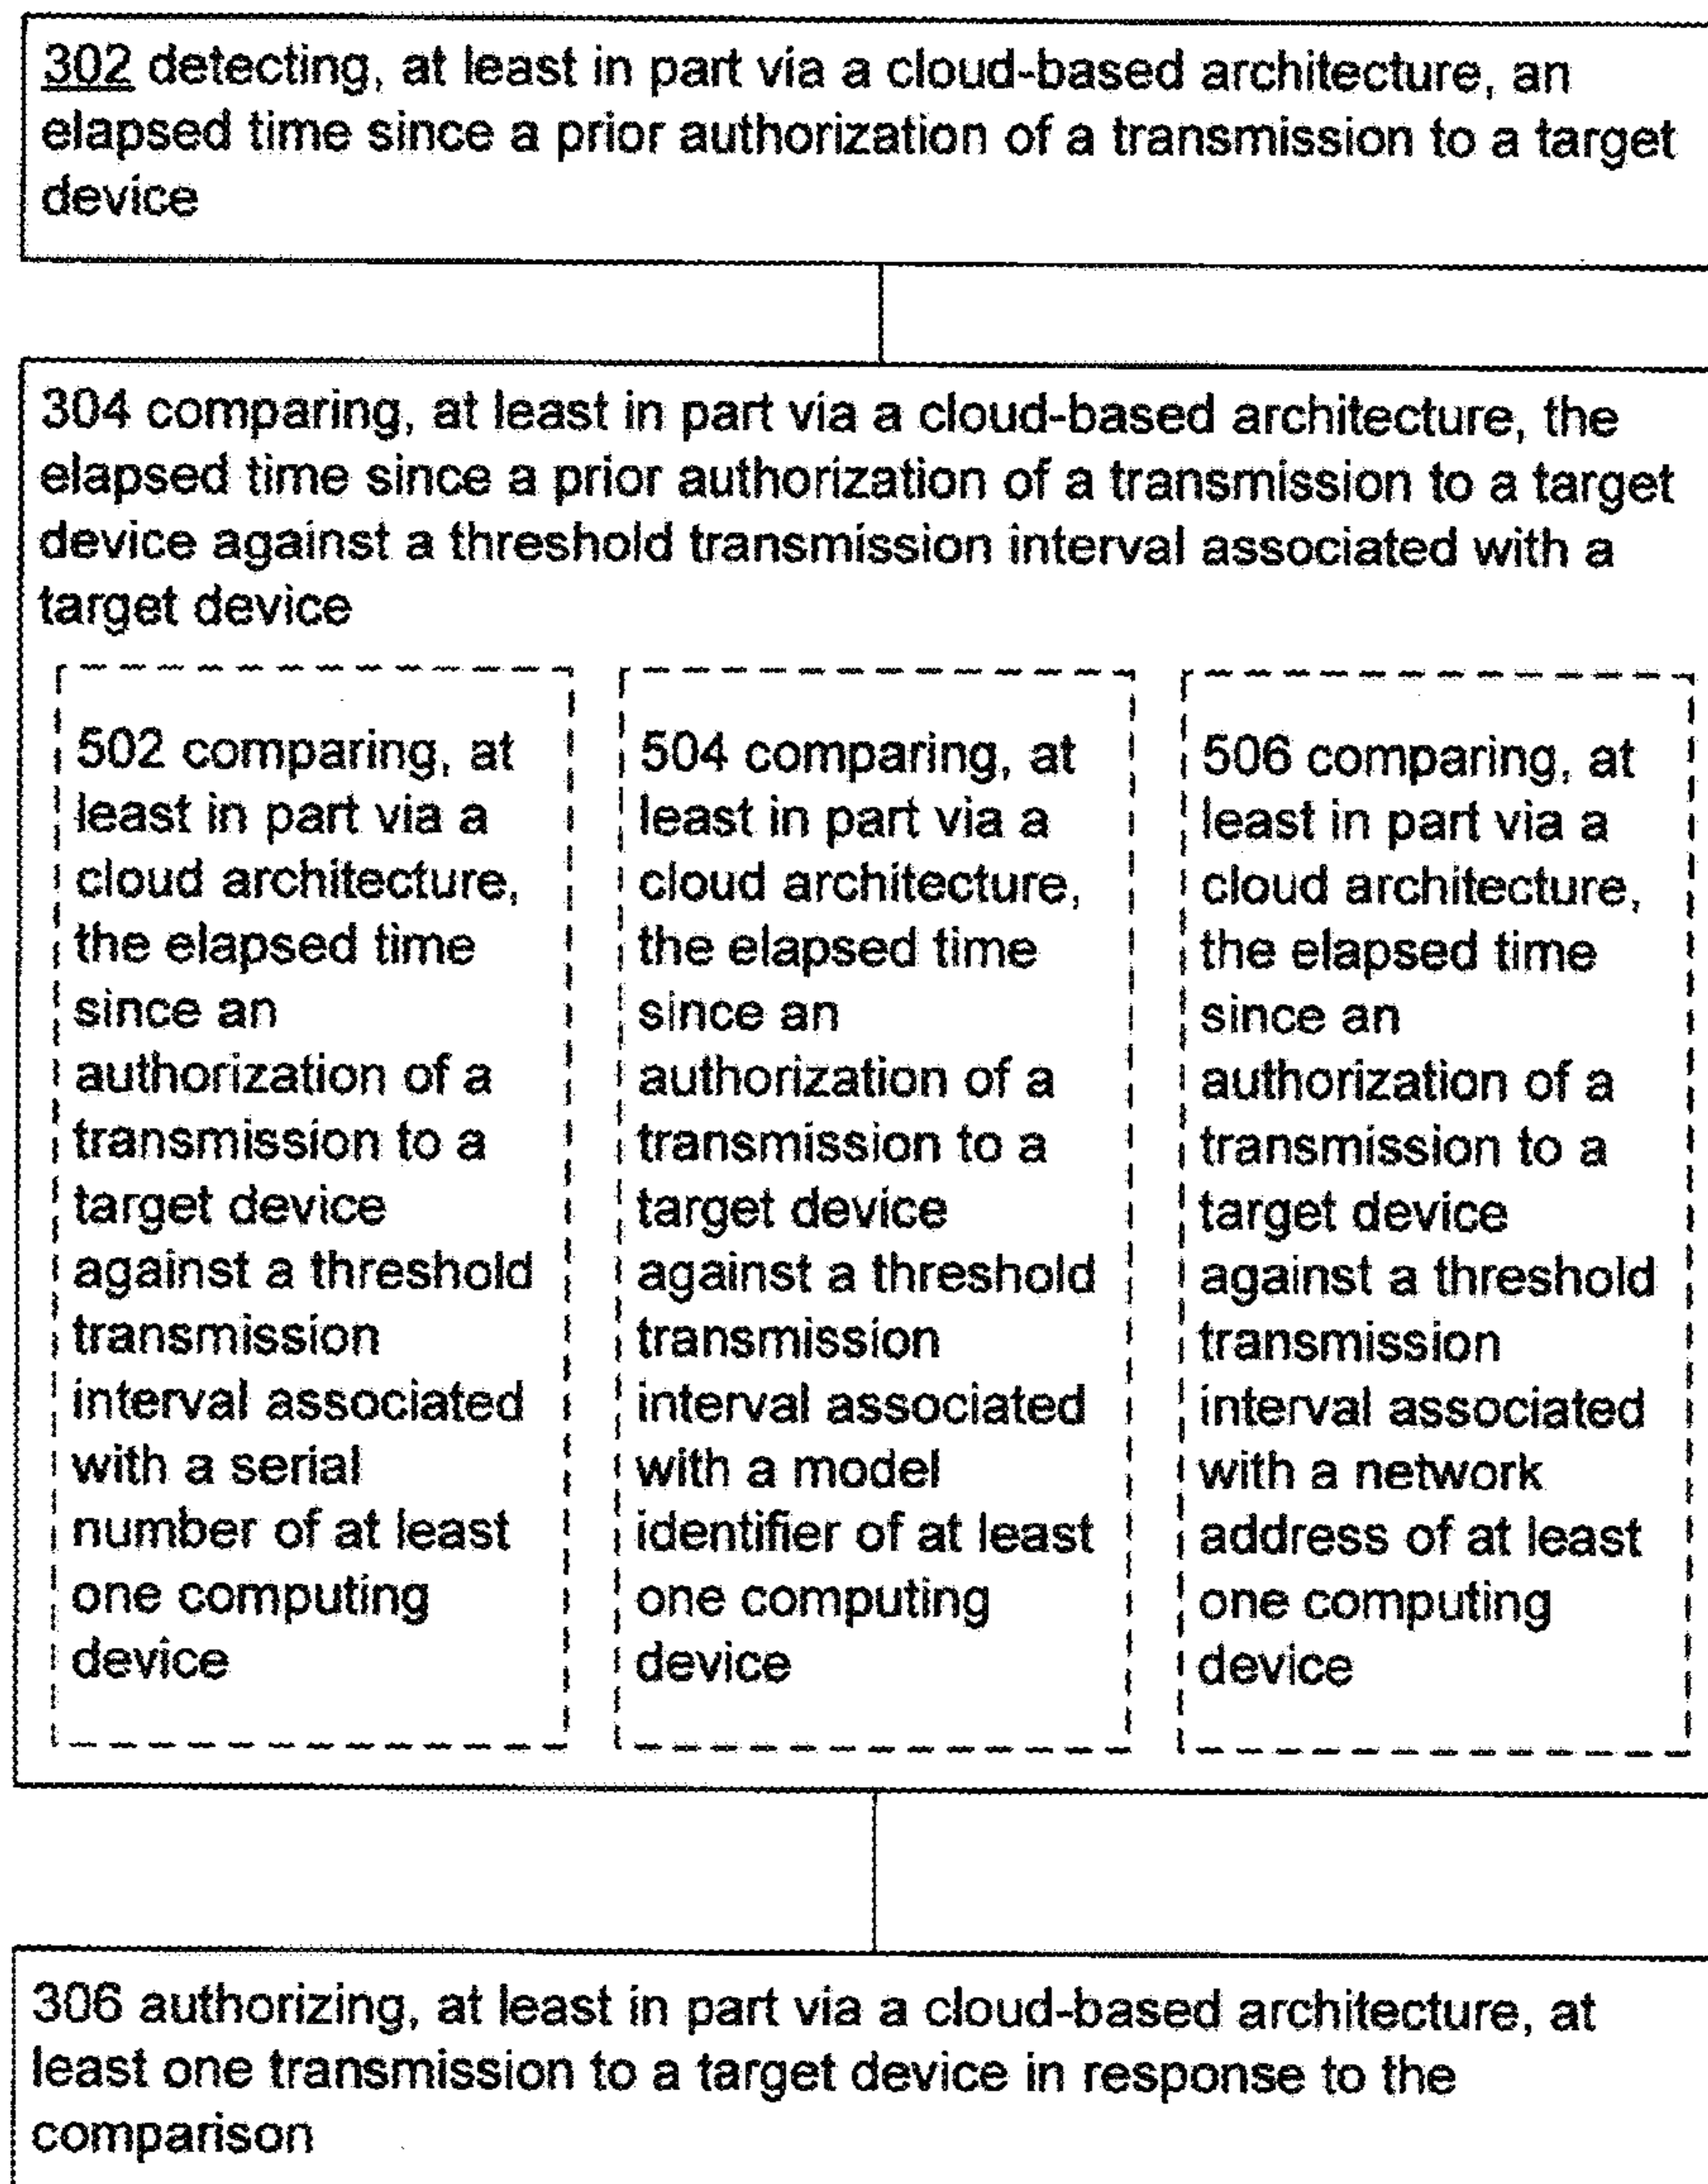 302 detecting, at least in part via a cloud-based architecture, an
elapsed time since a prior authorization of a transmission to a target
device
304 comparing, at least in part via a cloud-based architecture, the
elapsed time since a prior authorization of a transmission to a target
device against a threshold transmission interval associated with a
target device
502 comparing, at
least in part via a
cloud architecture,
the elapsed time
since an
authorization of a
transmission to a
target device
against a threshold
transmission
interval associated
with a serial
number of at least
one computing
device
504 comparing, at
least in part via a
cloud architecture,
the elapsed time
since an
authorization of a
transmission to a
target device
against a threshold
transmission
interval associated
with a model
identifier of at least
one computing
device
506 comparing, at
least in part via a
cloud architecture,
the elapsed time
since an
authorization of a
transmission to a
target device
against a threshold
transmission
interval associated
with a network
address of at least
one computing
device
306 authorizing, at least in part via a cloud-based architecture, at
least one transmission to a target device in response to the
comparison